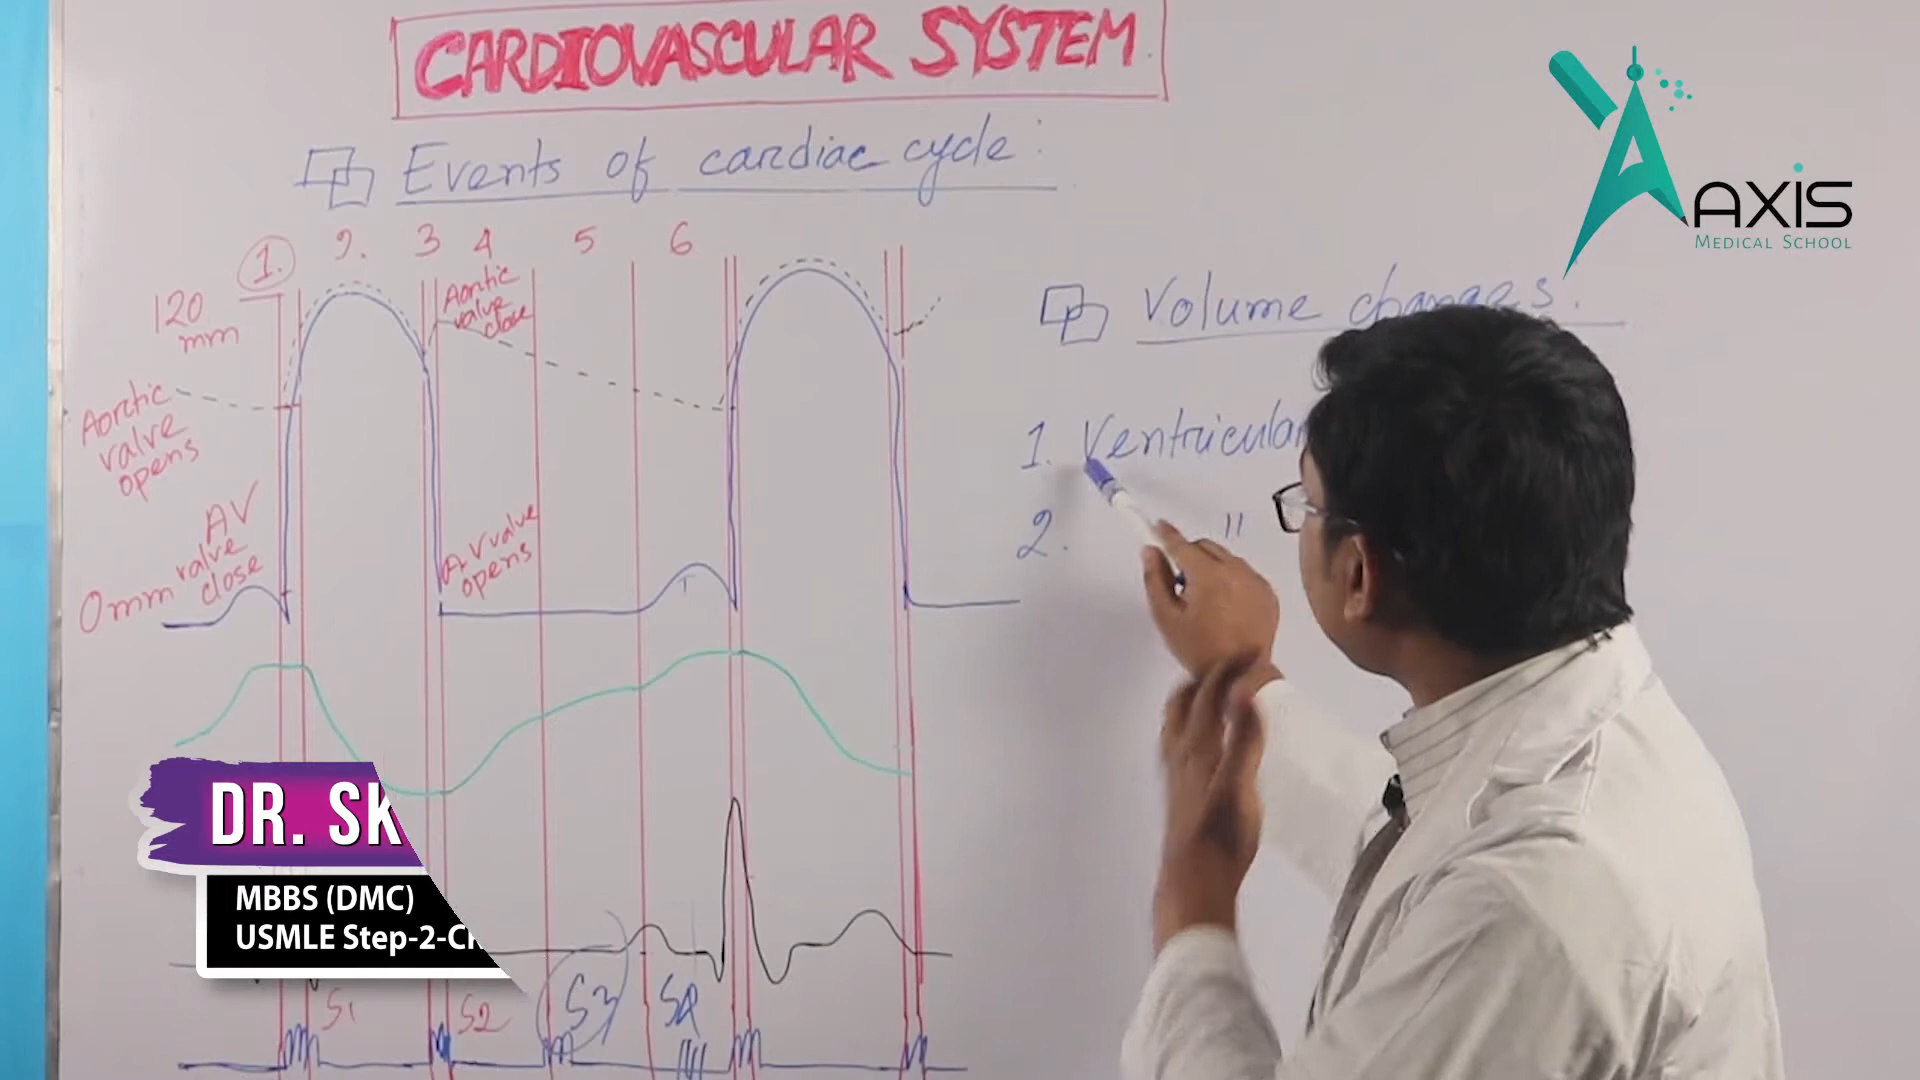 CARDIOVASCULAR SYSTEM
AXIS
MEDICAL SCHOOL
Events of cardiac cycle:
1. 2. 3 4 5 6
120
mm
Aortic
valve
close
Volume changes:
Aortic
valve
opens
1. Ventricular
2. "
AV
valve
close
0mm
AV valve
opens
DR. SK
MBBS (DMC)
USMLE Step-2-
S1 S2 S3 S4